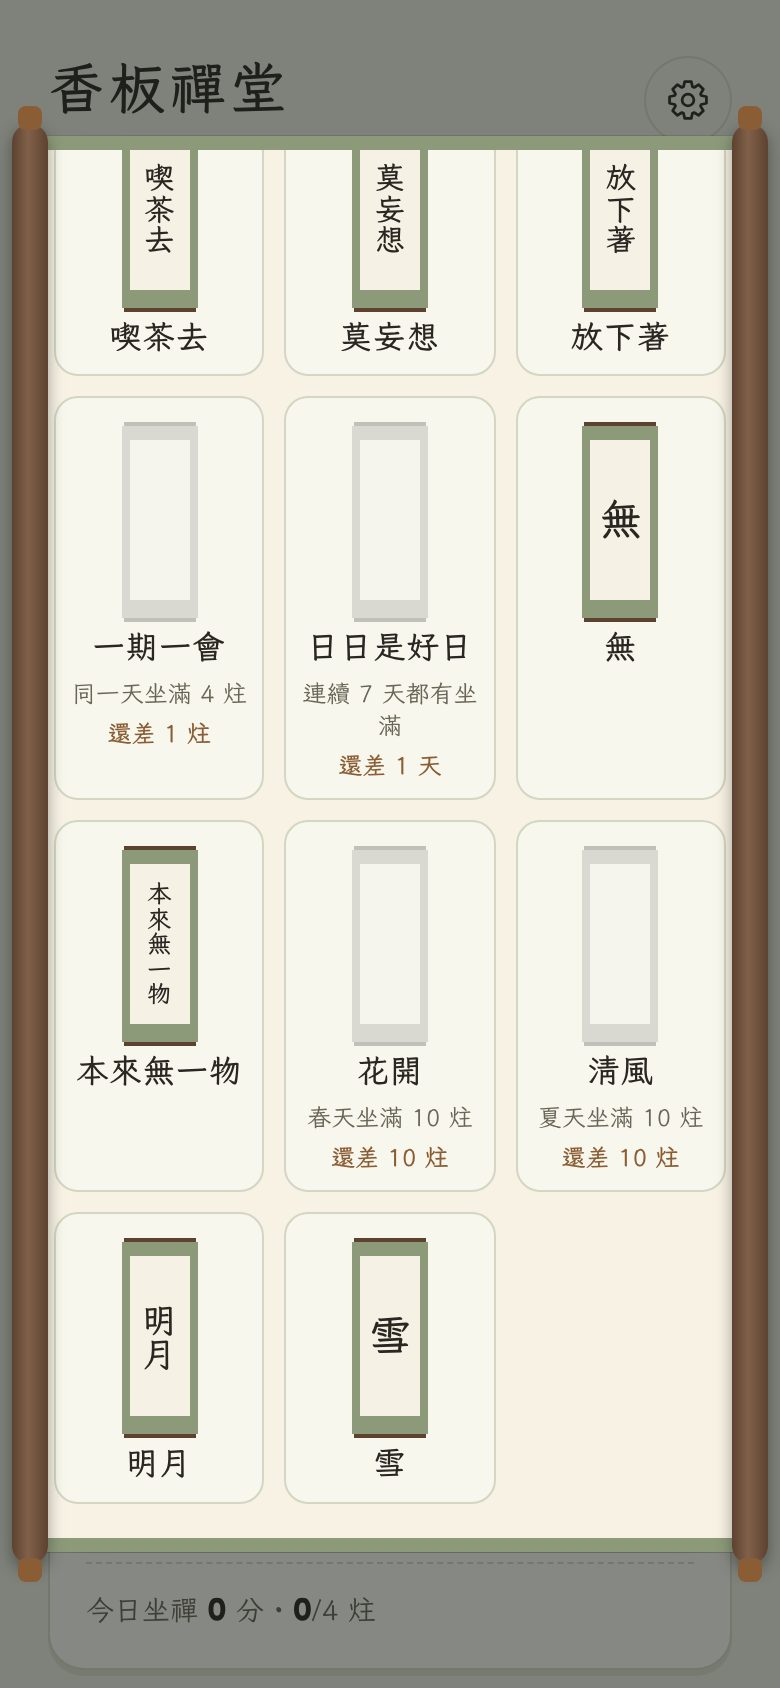 香板禪堂
喫茶去
莫妄想
放下著
喫茶去
莫妄想
放下著
無
一期一會
日日是好日
無
同一天坐滿 4 炷
還差 1 炷
連續 7 天都有坐
滿
還差 1 天
本來無一物
本來無一物
花開
清風
春天坐滿 10 炷
還差 10 炷
夏天坐滿 10 炷
還差 10 炷
明月
雪
明月
雪
今日坐禪 0 分・0/4 炷